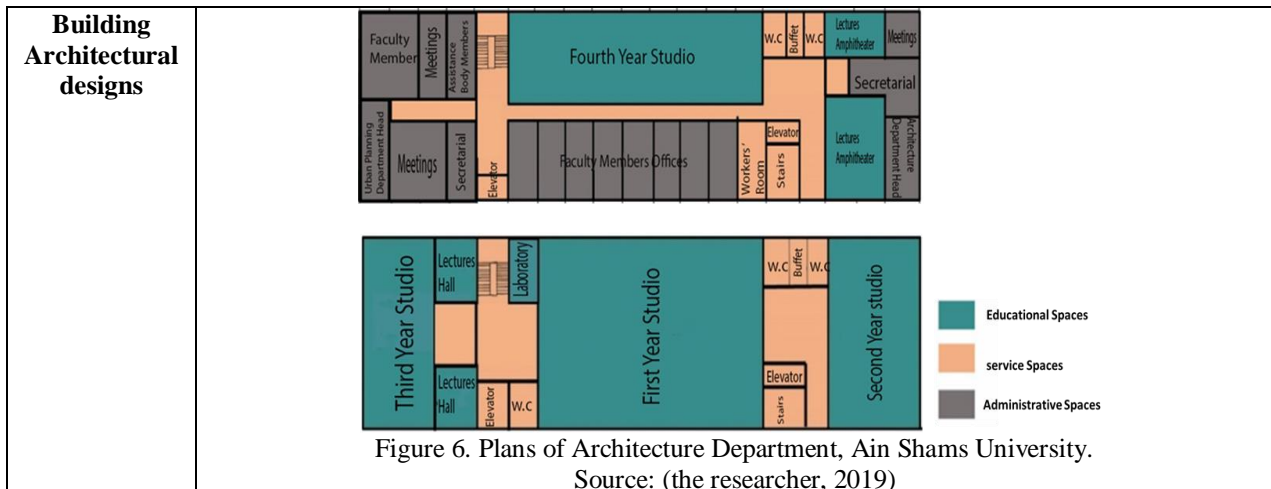 Building
Architectural
designs
Faculty
Member
Meetings
Assistance
Body Members
Fourth Year Studio
W.C
Buffet
W.C
Lectures
Amphitheater
Meetings
Secretarial
Urban Planning
Department Head
Meetings
Secretarial
Elevator
Faculty Members Offices
Workers'
Room
Elevator
Stairs
Lectures
Amphitheater
Architecture
Department Head
Third Year Studio
Lectures
Hall
Laboratory
First Year Studio
W.C
Buffet
W.C
Second Year studio
Lectures
Hall
Elevator
W.C
Elevator
Stairs
Educational Spaces
service Spaces
Administrative Spaces
Figure 6. Plans of Architecture Department, Ain Shams University.
Source: (the researcher, 2019)